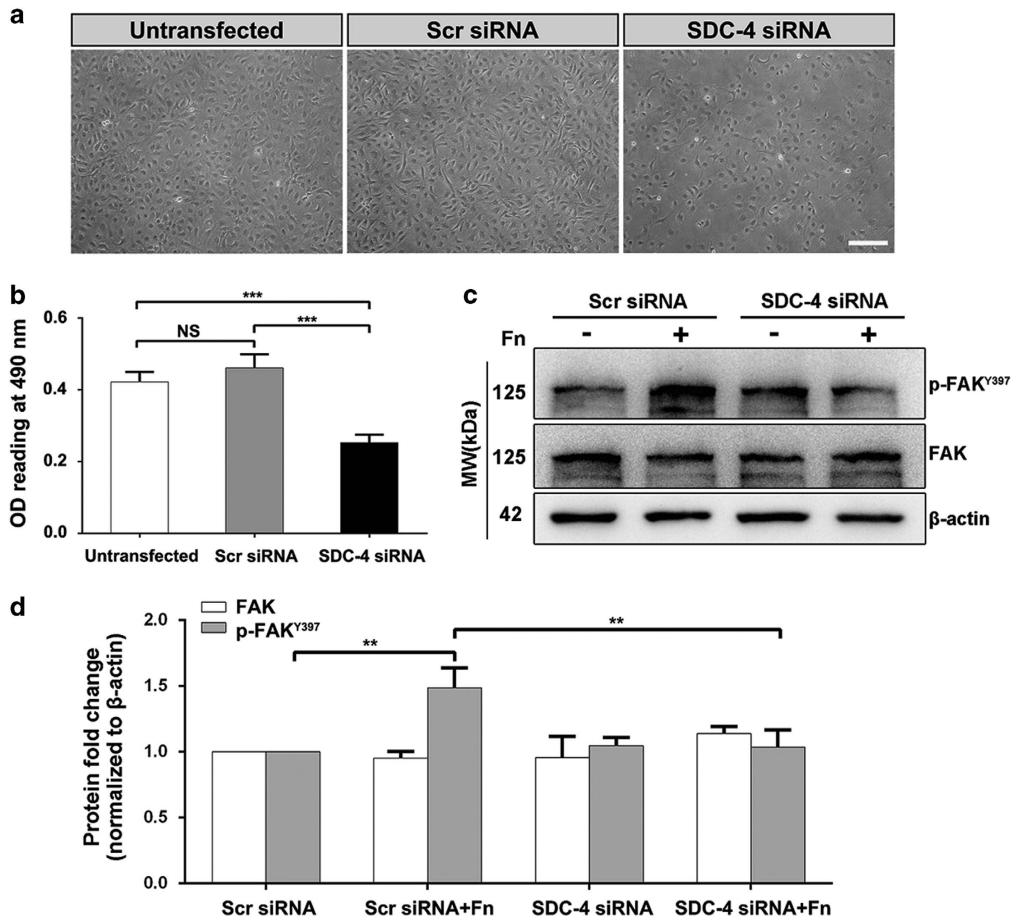 a
Untransfected
Scr siRNA
SDC-4 siRNA
b
OD reading at 490 nm
0.6
0.4
0.2
0.0
***
NS
***
Untransfected
Scr siRNA
SDC-4 siRNA
c
Scr siRNA
SDC-4 siRNA
Fn
-
+
-
+
MW(kDa)
125
p-FAKY397
125
FAK
42
β-actin
d
FAK
p-FAKY397
Protein fold change
(normalized to β-actin)
2.0
1.5
1.0
0.5
0.0
**
**
Scr siRNA
Scr siRNA+Fn
SDC-4 siRNA
SDC-4 siRNA+Fn